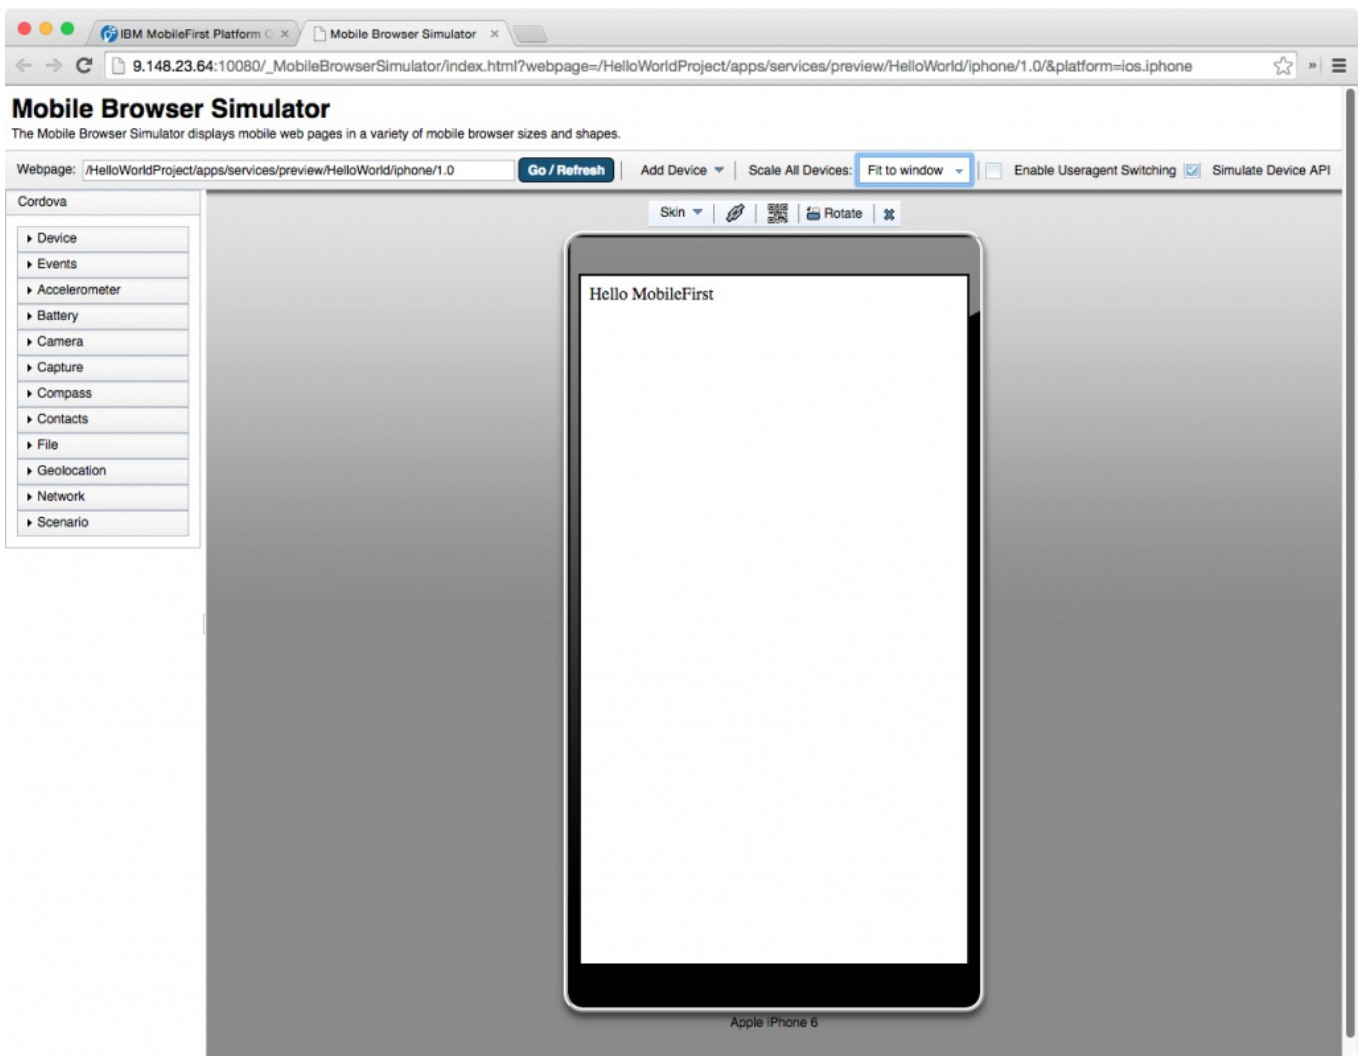 IBM MobileFirst Platform C ×
Mobile Browser Simulator ×
9.148.23.64:10080/_MobileBrowserSimulator/index.html?webpage=/HelloWorldProject/apps/services/preview/HelloWorld/iphone/1.0/&platform=ios.iphone »
Mobile Browser Simulator
The Mobile Browser Simulator displays mobile web pages in a variety of mobile browser sizes and shapes.
Webpage: /HelloWorldProject/apps/services/preview/HelloWorld/iphone/1.0 Go / Refresh Add Device Scale All Devices: Fit to window Enable Useragent Switching Simulate Device API
Cordova
Skin Rotate
Device
Events
Accelerometer
Battery
Camera
Capture
Compass
Contacts
File
Geolocation
Network
Scenario
Hello MobileFirst
Apple iPhone 6